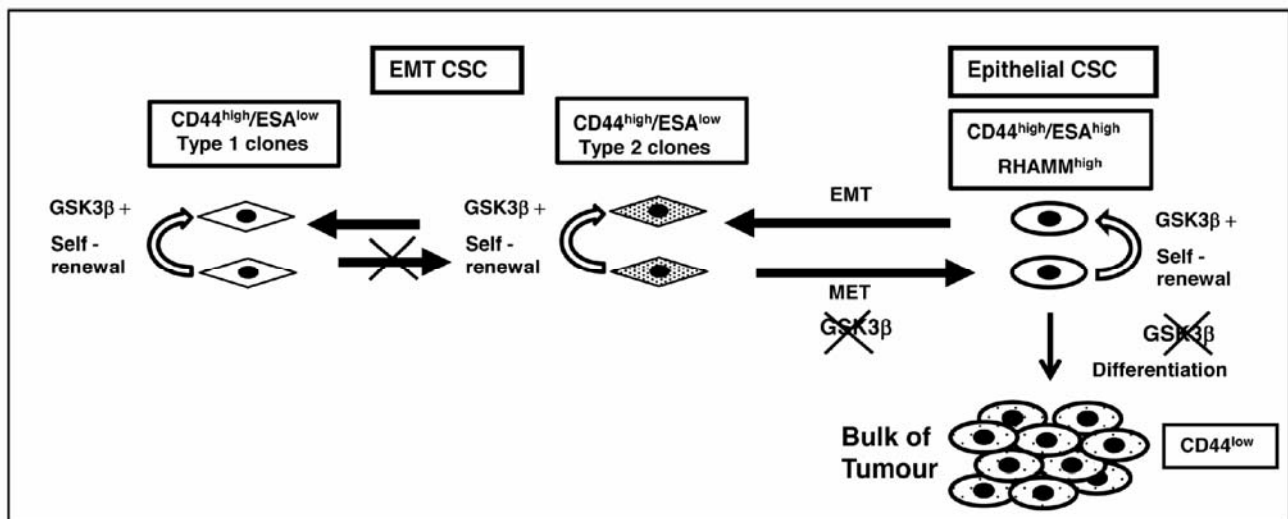 EMT CSC
Epithelial CSC
CD44high/ESAlow
Type 1 clones
CD44high/ESAlow
Type 2 clones
CD44high/ESAhigh
RHAMMhigh
GSK3β +
Self -
renewal
GSK3β +
Self -
renewal
EMT
MET
GSK3β
GSK3β +
Self -
renewal
GSK3β
Differentiation
Bulk of
Tumour
CD44low